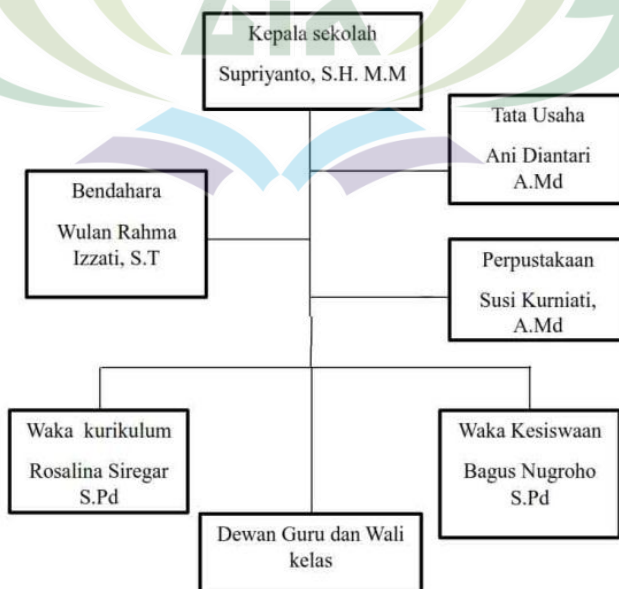 Kepala sekolah
Supriyanto, S.H. M.M
Tata Usaha
Ani Diantari
A.Md
Bendahara
Wulan Rahma
Izzati, S.T
Perpustakaan
Susi Kurniati,
A.Md
Waka kurikulum
Rosalina Siregar
S.Pd
Waka Kesiswaan
Bagus Nugroho
S.Pd
Dewan Guru dan Wali
kelas